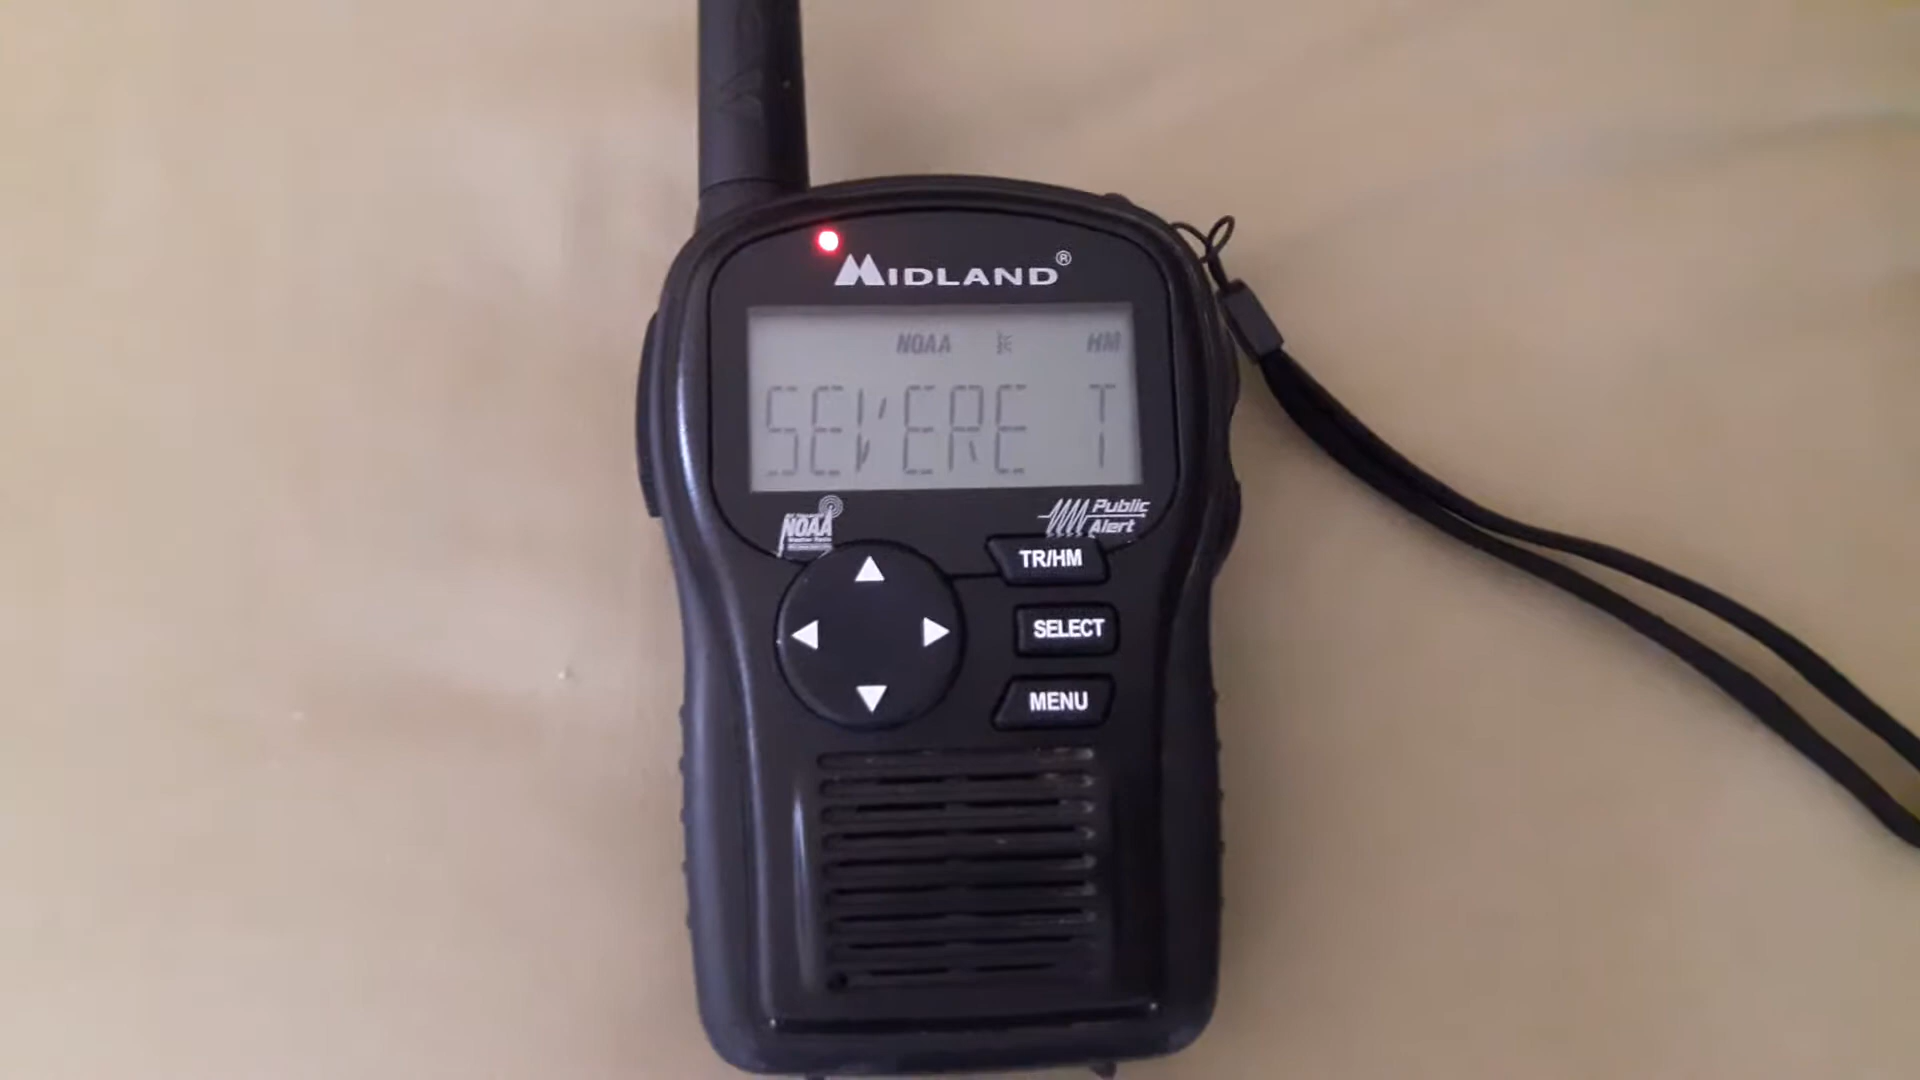 MIDLAND®
NOAA HM
SEVERE T
NOAA
Public
Alert
TR/HM
SELECT
MENU